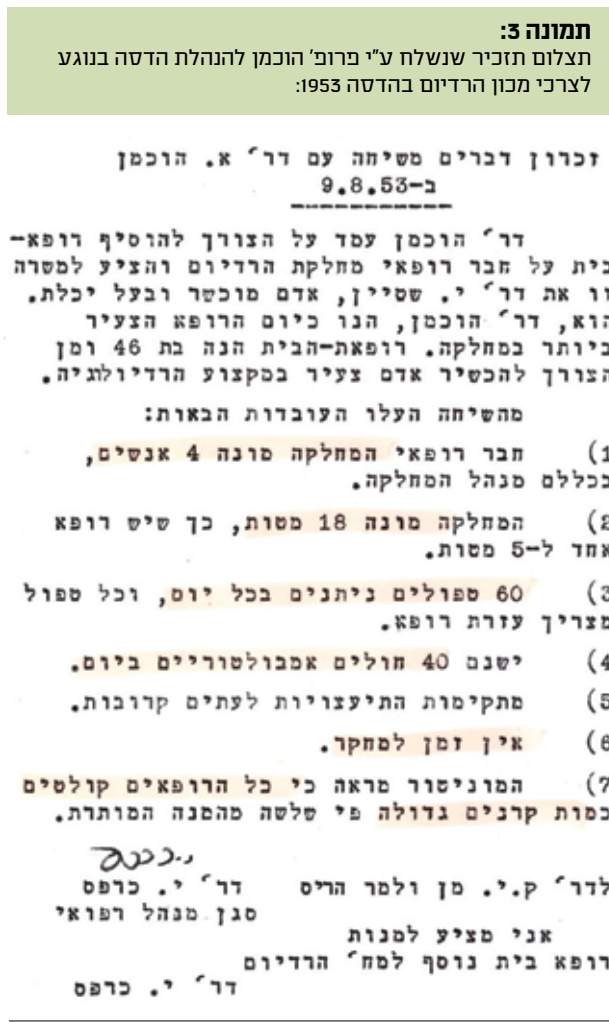 תמונה 3:
תצלום תזכיר שנשלח ע"י פרופ' הוכמן להנהלת הדסה בנוגע
לצרכי מכון הרדיום בהדסה 1953:
זכרון דברים משיחה עם דר' א. הוכמן
ב-9.8.53
דר' הוכמן עמד על הצורך להוסיף רופא-
בית על חבר רופאי מחלקת הרדיום והציע למשרה
זו את דר' י. שטיין, אדם מוכשר ובעל יכלת.
הוא, דר' הוכמן, הנו כיום הרופא הצעיר
ביותר במחלקה. רופאת-הבית הנה בת 46 ומן
הצורך להכשיר אדם צעיר במקצוע הרדיולוגיה.
מהשיחה העלו העובדות הבאות:
1) חבר רופאי המחלקה מונה 4 אנשים,
בכללם מנהל המחלקה.
2) המחלקה מונה 18 מטות, כך שיש רופא
אחד ל-5 מטות.
3) 60 טפולים ניתנים בכל יום, וכל טפול
מצריך עזרת רופא.
4) ישנם 40 חולים אמבולטוריים ביום.
5) מתקימות התיעצויות לעתים קרובות.
6) אין זמן למחקר.
7) המוניטור מראה כי כל הרופאים קולטים
כמות קרנים גדולה פי שלשה מהמנה המותרת.
לדר' ק.י. מן ולמר הריס דר' י. כרפס
סגן מנהל רפואי
אני מציע למנות
רופא בית נוסף למח' הרדיום
דר' י. כרפס